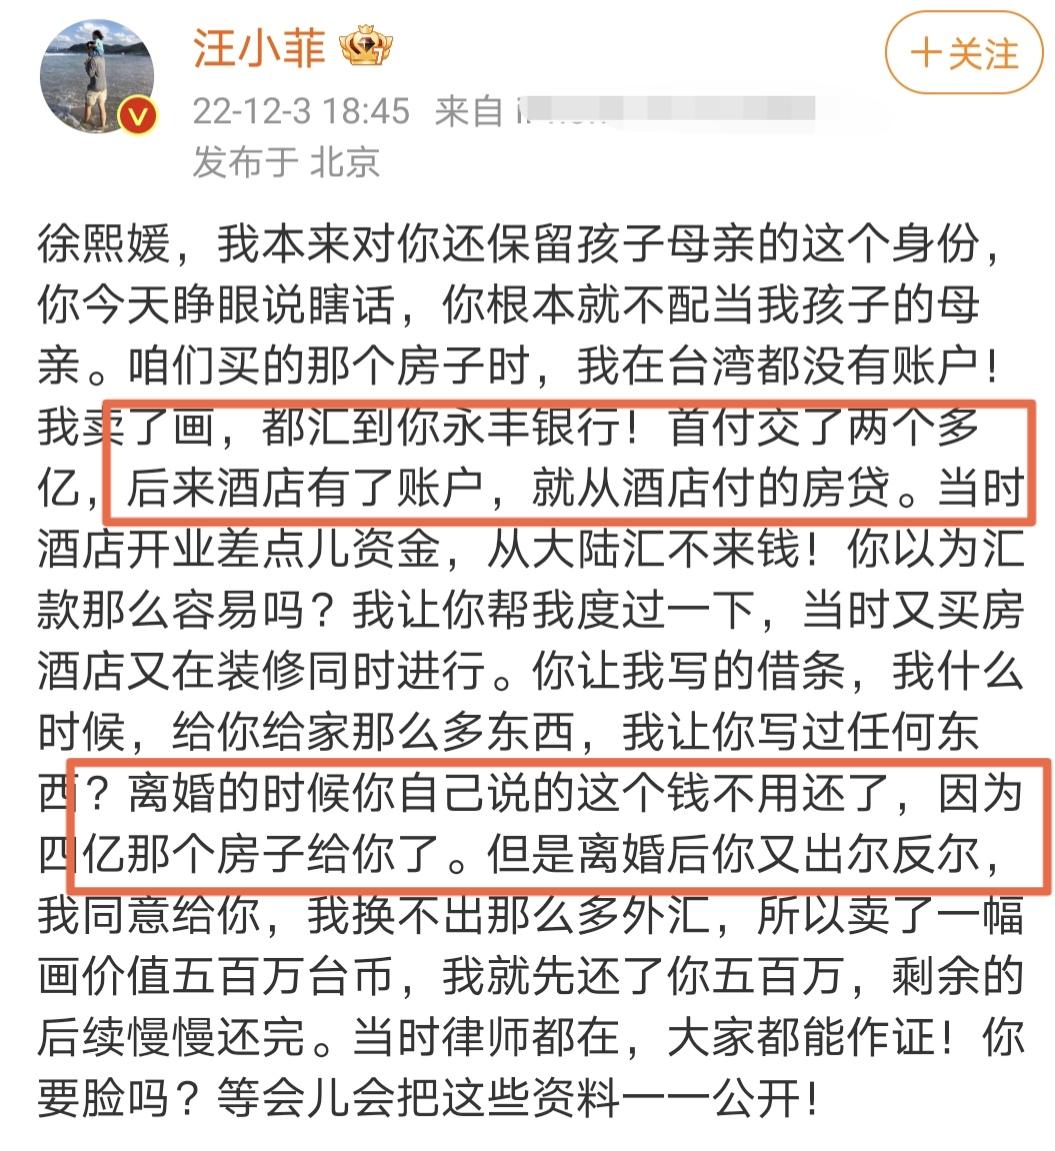 汪小菲
十关注
22-12-3 18:45 来自
发布于 北京
徐熙媛，我本来对你还保留孩子母亲的这个身份，
你今天睁眼说瞎话，你根本就不配当我孩子的母
亲。咱们买的那个房子时，我在台湾都没有账户！
我卖了画，都汇到你永丰银行！首付交了两个多
亿，后来酒店有了账户，就从酒店付的房贷。当时
酒店开业差点儿资金，从大陆汇不来钱！你以为汇
款那么容易吗？我让你帮我度过一下，当时又买房
酒店又在装修同时进行。你让我写的借条，我什么
时候，给你给家那么多东西，我让你写过任何东
西？离婚的时候你自己说的这个钱不用还了，因为
四亿那个房子给你了。但是离婚后你又出尔反尔，
我同意给你，我换不出那么多外汇，所以卖了一幅
画价值五百万台币，我就先还了你五百万，剩余的
后续慢慢还完。当时律师都在，大家都能作证！你
要脸吗？等会儿会把这些资料一一公开！